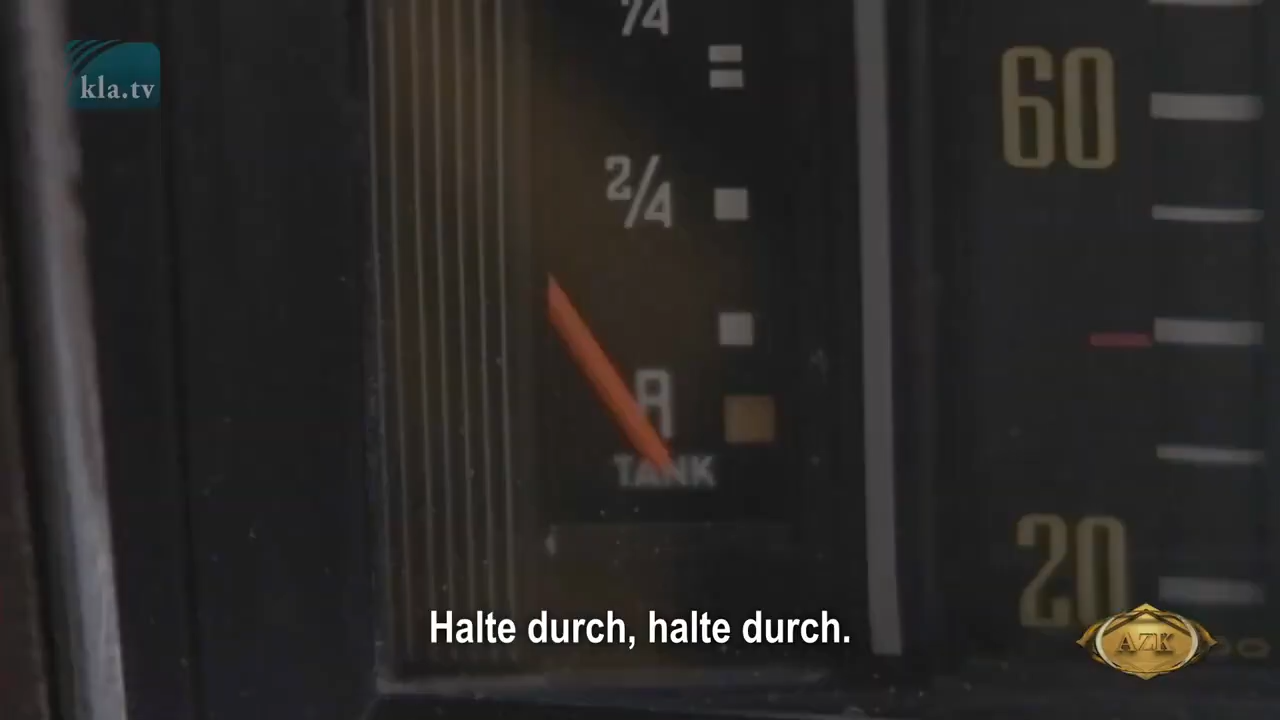 kla.tv
60
2/4
R
TANK
20
Halte durch, halte durch.
AZK